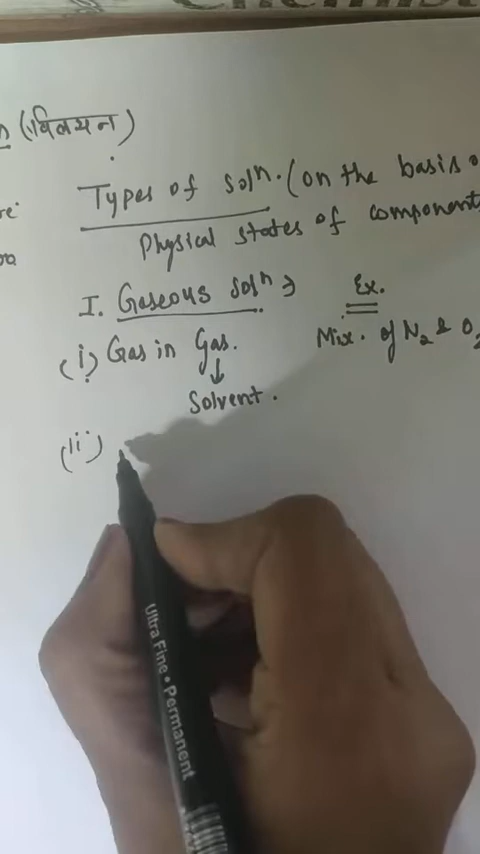 (विलयन)
Types of solⁿ. (on the basis
Physical states of component
I. Gaseous solⁿ → Ex.
(i) Gas in Gas. Mix. of N₂ & O₂
↓
Solvent.
(ii)
Ultra Fine • Permanent